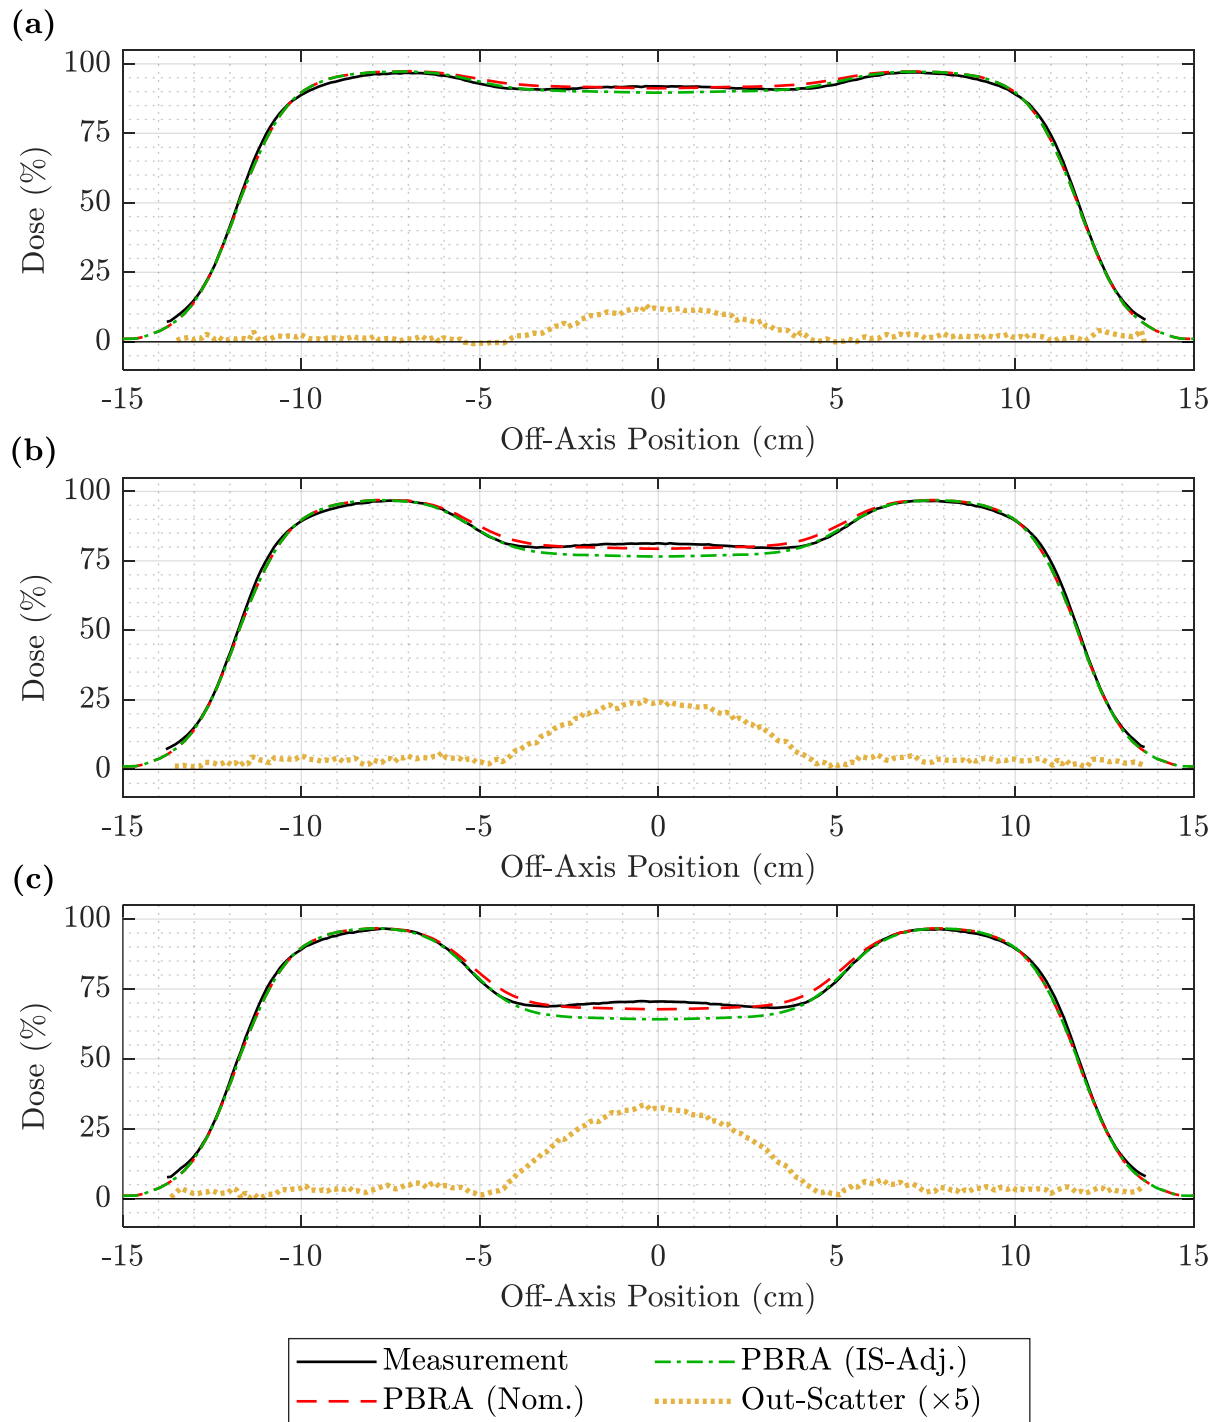 (a)
100
75
50
25
0
Dose (%)
-15 -10 -5 0 5 10 15
Off-Axis Position (cm)
(b)
100
75
50
25
0
Dose (%)
-15 -10 -5 0 5 10 15
Off-Axis Position (cm)
(c)
100
75
50
25
0
Dose (%)
-15 -10 -5 0 5 10 15
Off-Axis Position (cm)
Measurement PBRA (IS-Adj.)
PBRA (Nom.) Out-Scatter (×5)